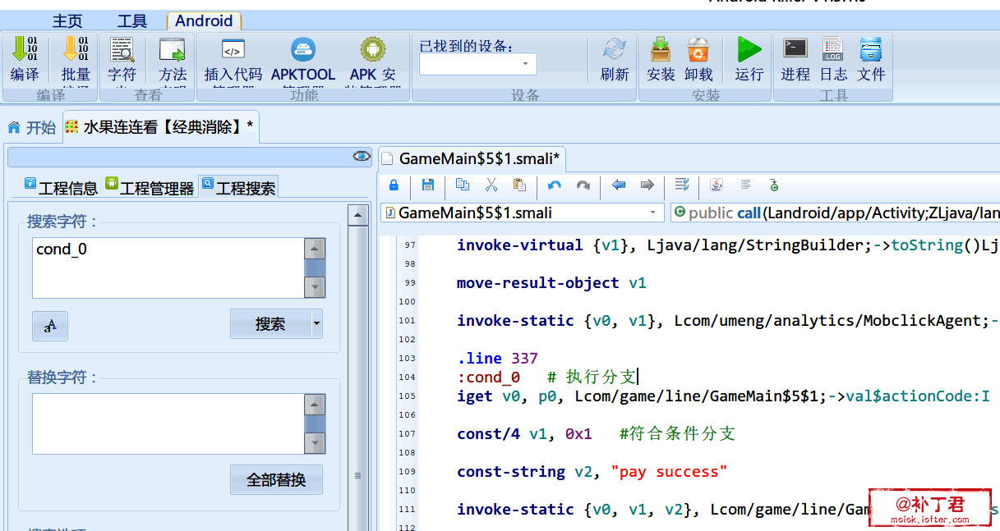 主页 工具 Android
编译 批量 字符 方法 插入代码 APKTOOL APK 安 已找到的设备: 刷新 安装 卸载 运行 进程 日志 文件
编译 查看 功能 设备 安装 工具
开始 水果连连看【经典消除】*
GameMain$5$1.smali*
工程信息 工程管理器 工程搜索
GameMain$5$1.smali public call(Landroid/app/Activity;ZLjava/lan
搜索字符:
cond_0
搜索
替换字符:
全部替换
97 invoke-virtual {v1}, Ljava/lang/StringBuilder;->toString()Lj
98
99 move-result-object v1
100
101 invoke-static {v0, v1}, Lcom/umeng/analytics/MobclickAgent;-
102
103 .line 337
104 :cond_0 # 执行分支
105 iget v0, p0, Lcom/game/line/GameMain$5$1;->val$actionCode:I
106
107 const/4 v1, 0x1 #符合条件分支
108
109 const-string v2, "pay success"
110
111 invoke-static {v0, v1, v2}, Lcom/game/line/Gam
112
@补丁君
moiok.lofter.com